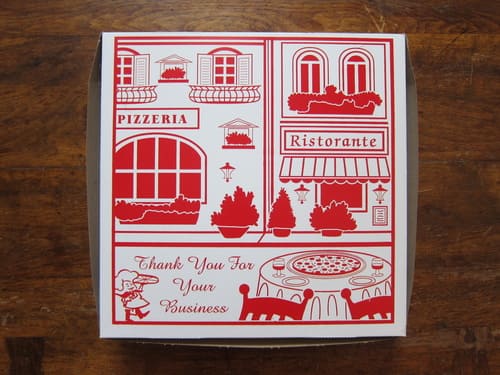 PIZZERIA
Ristorante
Thank You For
Your
Business